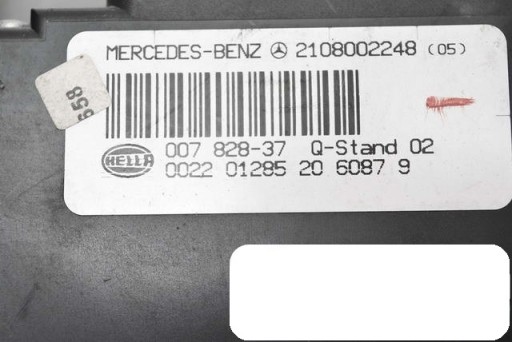 MERCEDES-BENZ 2108002248 (05)
658
HELLA
007 828-37 Q-Stand 02
0022 01285 20 6087 9